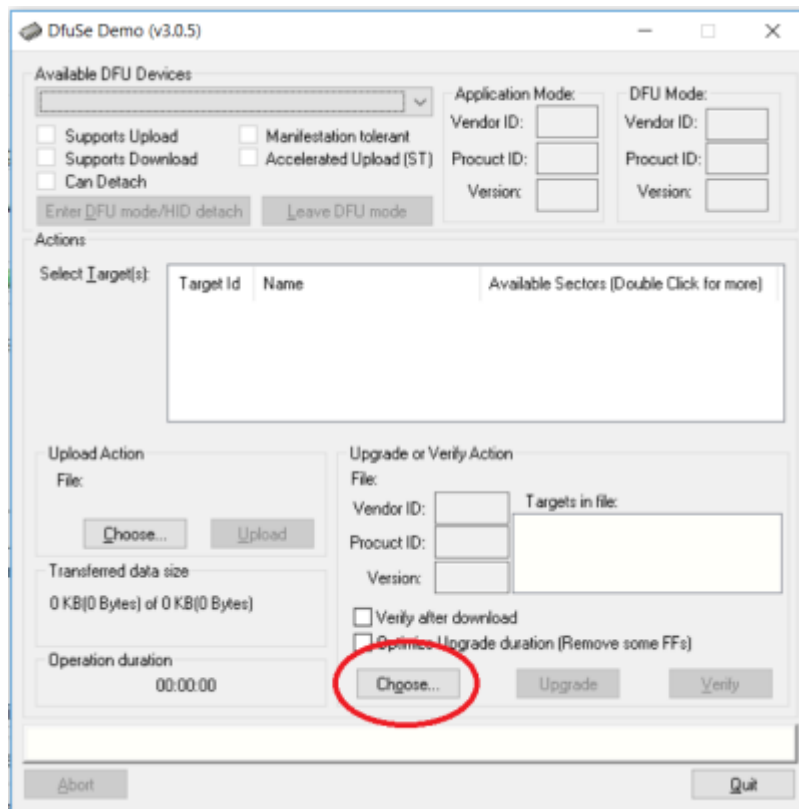 DfuSe Demo (v3.0.5)
Available DFU Devices
Application Mode:
DFU Mode:
Supports Upload
Manifestation tolerant
Supports Download
Accelerated Upload (ST)
Can Detach
Enter DFU mode/HID detach
Leave DFU mode
Vendor ID:
Procuct ID:
Version:
Vendor ID:
Procuct ID:
Version:
Actions
Select Target(s):
Target Id Name Available Sectors (Double Click for more)
Upload Action
File:
Choose... Upload
Transferred data size
0 KB(0 Bytes) of 0 KB(0 Bytes)
Operation duration
00:00:00
Upgrade or Verify Action
File:
Vendor ID:
Procuct ID:
Version:
Targets in file:
Verify after download
Optimize Upgrade duration (Remove some FFs)
Choose... Upgrade Verify
Abort Quit